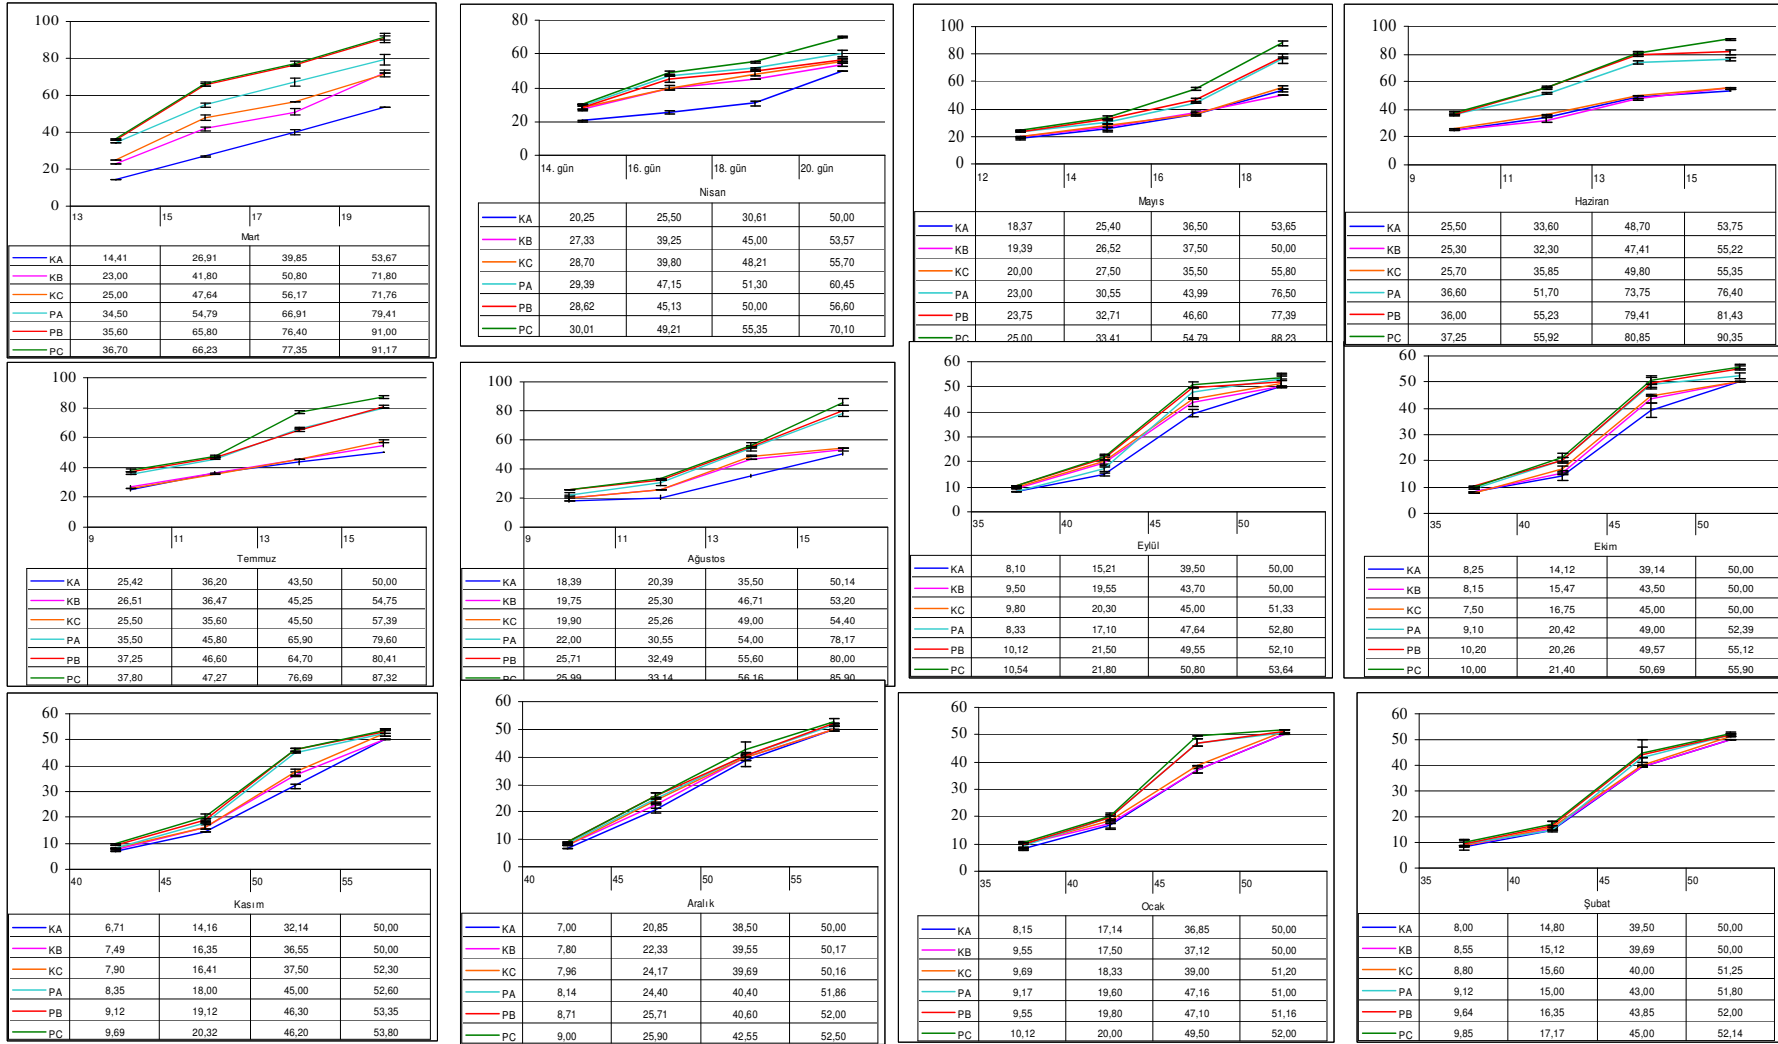 100
80
60
40
20
0
13 15 17 19
Mart
KA 14,41 26,91 39,85 53,67
KB 23,00 41,80 50,80 71,80
KC 25,00 47,64 56,17 71,76
PA 34,50 54,79 66,91 79,41
PB 35,60 65,80 76,40 91,00
PC 36,70 66,23 77,35 91,17
80
60
40
20
0
14. gün 16. gün 18. gün 20. gün
Nisan
KA 20,25 25,50 30,61 50,00
KB 27,33 39,25 45,00 53,57
KC 28,70 39,80 48,21 55,70
PA 29,39 47,15 51,30 60,45
PB 28,62 45,13 50,00 56,60
PC 30,01 49,21 55,35 70,10
100
80
60
40
20
0
12 14 16 18
Mayıs
KA 18,37 25,40 36,50 53,65
KB 19,39 26,52 37,50 50,00
KC 20,00 27,50 35,50 55,80
PA 23,00 30,55 43,99 76,50
PB 23,75 32,71 46,60 77,39
PC 25,00 33,41 54,79 88,23
100
80
60
40
20
0
9 11 13 15
Haziran
KA 25,50 33,60 48,70 53,75
KB 25,30 32,30 47,41 55,22
KC 25,70 35,85 49,80 55,35
PA 36,60 51,70 73,75 76,40
PB 36,00 55,23 79,41 81,43
PC 37,25 55,92 80,85 90,35
100
80
60
40
20
0
9 11 13 15
Temmuz
KA 25,42 36,20 43,50 50,00
KB 26,51 36,47 45,25 54,75
KC 25,50 35,60 45,50 57,39
PA 35,50 45,80 65,90 79,60
PB 37,25 46,60 64,70 80,41
PC 37,80 47,27 76,69 87,32
100
80
60
40
20
0
9 11 13 15
Ağustos
KA 18,39 20,39 35,50 50,14
KB 19,75 25,30 46,71 53,20
KC 19,90 25,26 49,00 54,40
PA 22,00 30,55 54,00 78,17
PB 25,71 32,49 55,60 80,00
PC 25,99 33,14 56,16 85,90
60
50
40
30
20
10
0
35 40 45 50
Eylül
KA 8,10 15,21 39,50 50,00
KB 9,50 19,55 43,70 50,00
KC 9,80 20,30 45,00 51,33
PA 8,33 17,10 47,64 52,80
PB 10,12 21,50 49,55 52,10
PC 10,54 21,80 50,80 53,64
60
50
40
30
20
10
0
35 40 45 50
Ekim
KA 8,25 14,12 39,14 50,00
KB 8,15 15,47 43,50 50,00
KC 7,50 16,75 45,00 50,00
PA 9,10 20,42 49,00 52,39
PB 10,20 20,26 49,57 55,12
PC 10,00 21,40 50,69 55,90
60
50
40
30
20
10
0
40 45 50 55
Kasım
KA 6,71 14,16 32,14 50,00
KB 7,49 16,35 36,55 50,00
KC 7,90 16,41 37,50 52,30
PA 8,35 18,00 45,00 52,60
PB 9,12 19,12 46,30 53,35
PC 9,69 20,32 46,20 53,80
60
50
40
30
20
10
0
40 45 50 55
Aralık
KA 7,00 20,85 38,50 50,00
KB 7,80 22,33 39,55 50,17
KC 7,96 24,17 39,69 50,16
PA 8,14 24,40 40,40 51,86
PB 8,71 25,71 40,60 52,00
PC 9,00 25,90 42,55 52,50
60
50
40
30
20
10
0
35 40 45 50
Ocak
KA 8,15 17,14 36,85 50,00
KB 9,55 17,50 37,12 50,00
KC 9,69 18,33 39,00 51,20
PA 9,17 19,60 47,16 51,00
PB 9,55 19,80 47,10 51,16
PC 10,12 20,00 49,50 52,00
60
50
40
30
20
10
0
35 40 45 50
Şubat
KA 8,00 14,80 39,50 50,00
KB 8,55 15,12 39,69 50,00
KC 8,80 15,60 40,00 51,25
PA 9,12 15,00 43,00 51,80
PB 9,64 16,35 43,85 52,00
PC 9,85 17,17 45,00 52,14